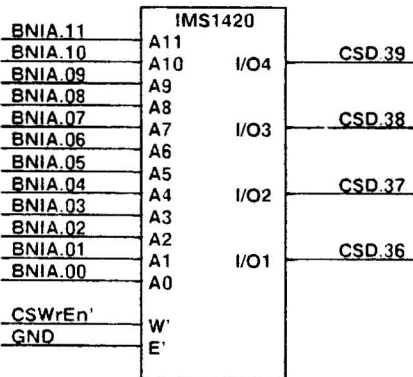 IMS1420
BNIA.11 A11
BNIA.10 A10 I/O4 CSD.39
BNIA.09 A9
BNIA.08 A8
BNIA.07 A7 I/O3 CSD.38
BNIA.06 A6
BNIA.05 A5
BNIA.04 A4 I/O2 CSD.37
BNIA.03 A3
BNIA.02 A2
BNIA.01 A1 I/O1 CSD.36
BNIA.00 A0
CSWrEn' W'
GND E'